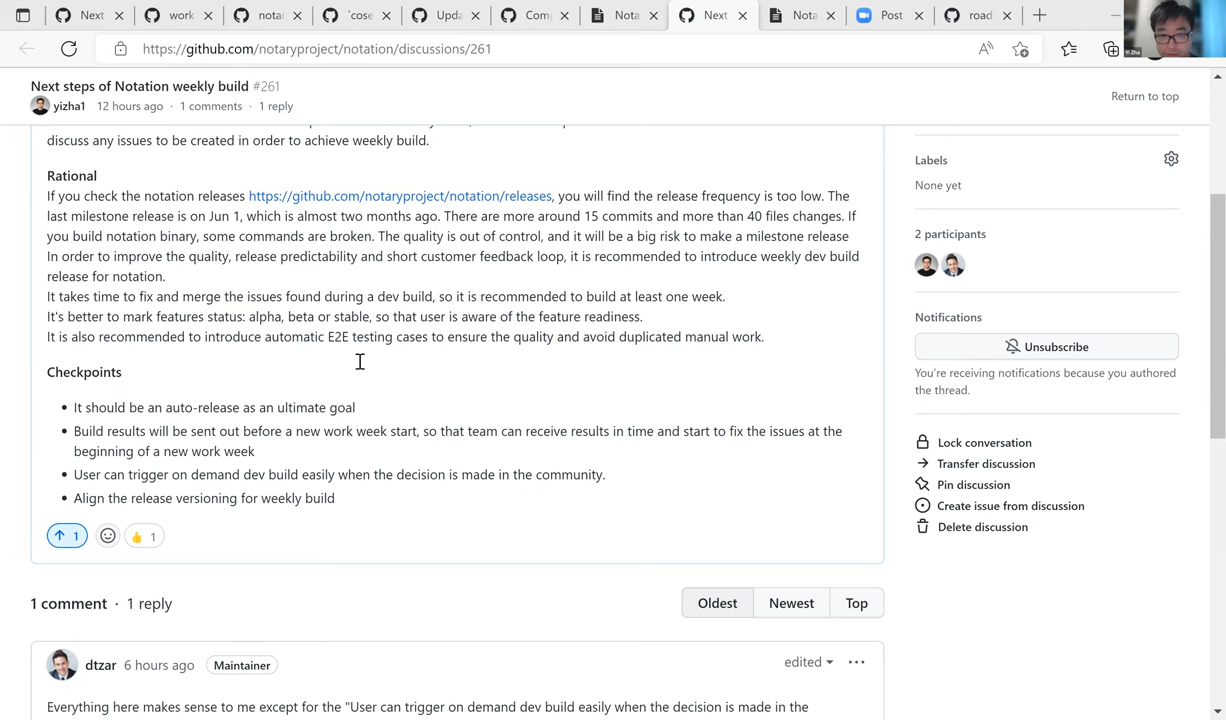 Next
work
notar
`cose
Upda
Comp
Nota
Next
Nota
Post
road
https://github.com/notaryproject/notation/discussions/261
Yi Zha
Next steps of Notation weekly build #261
yizha1 12 hours ago · 1 comments · 1 reply
Return to top
discuss any issues to be created in order to achieve weekly build.
Rational
If you check the notation releases https://github.com/notaryproject/notation/releases, you will find the release frequency is too low. The
last milestone release is on Jun 1, which is almost two months ago. There are more around 15 commits and more than 40 files changes. If
you build notation binary, some commands are broken. The quality is out of control, and it will be a big risk to make a milestone release
In order to improve the quality, release predictability and short customer feedback loop, it is recommended to introduce weekly dev build
release for notation.
It takes time to fix and merge the issues found during a dev build, so it is recommended to build at least one week.
It's better to mark features status: alpha, beta or stable, so that user is aware of the feature readiness.
It is also recommended to introduce automatic E2E testing cases to ensure the quality and avoid duplicated manual work.
Checkpoints
It should be an auto-release as an ultimate goal
Build results will be sent out before a new work week start, so that team can receive results in time and start to fix the issues at the
beginning of a new work week
User can trigger on demand dev build easily when the decision is made in the community.
Align the release versioning for weekly build
1
1
1 comment · 1 reply
Oldest Newest Top
dtzar 6 hours ago Maintainer
edited
Everything here makes sense to me except for the "User can trigger on demand dev build easily when the decision is made in the
Labels
None yet
2 participants
Notifications
Unsubscribe
You're receiving notifications because you authored
the thread.
Lock conversation
Transfer discussion
Pin discussion
Create issue from discussion
Delete discussion